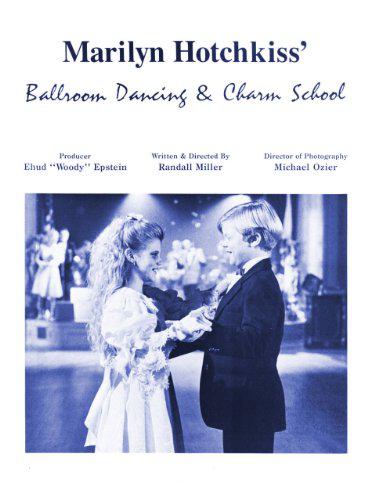 Marilyn Hotchkiss'
Ballroom Dancing & Charm School
Producer
Ehud "Woody" Epstein
Written & Directed By
Randall Miller
Director of Photography
Michael Ozier